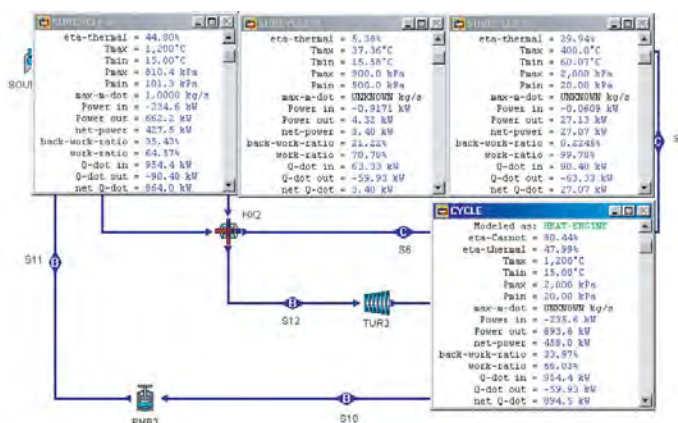 eta-thermal = 44.80%
Tmax = 1,200°C
Tmin = 15.00°C
Pmax = 810.4 kPa
Pmin = 101.3 kPa
max-m-dot = 1.0000 kg/s
Power in = -234.6 kW
Power out = 662.2 kW
net-power = 427.5 kW
back-work-ratio = 35.43%
work-ratio = 64.57%
Q-dot in = 954.4 kW
Q-dot out = -90.40 kW
net Q-dot = 864.0 kW
eta-thermal = 5.38%
Tmax = 37.36°C
Tmin = 15.58°C
Pmax = 900.0 kPa
Pmin = 500.0 kPa
max-m-dot = UNKNOWN kg/s
Power in = -0.9171 kW
Power out = 4.32 kW
net-power = 3.40 kW
back-work-ratio = 21.22%
work-ratio = 78.78%
Q-dot in = 63.33 kW
Q-dot out = -59.93 kW
net Q-dot = 3.40 kW
eta-thermal = 29.94%
Tmax = 400.0°C
Tmin = 60.07°C
Pmax = 2,000 kPa
Pmin = 20.00 kPa
max-m-dot = UNKNOWN kg/s
Power in = -0.0609 kW
Power out = 27.13 kW
net-power = 27.07 kW
back-work-ratio = 0.2246%
work-ratio = 99.78%
Q-dot in = 90.40 kW
Q-dot out = -63.33 kW
net Q-dot = 27.07 kW
C
HX2
C
S6
S11
B
B
S12
TUR3
B
S10
CYCLE
Modeled as: HEAT-ENGINE
eta-Carnot = 80.44%
eta-thermal = 47.99%
Tmax = 1,200°C
Tmin = 15.00°C
Pmax = 2,000 kPa
Pmin = 20.00 kPa
max-m-dot = UNKNOWN kg/s
Power in = -235.6 kW
Power out = 693.6 kW
net-power = 458.0 kW
back-work-ratio = 33.97%
work-ratio = 66.03%
Q-dot in = 954.4 kW
Q-dot out = -59.93 kW
net Q-dot = 894.5 kW